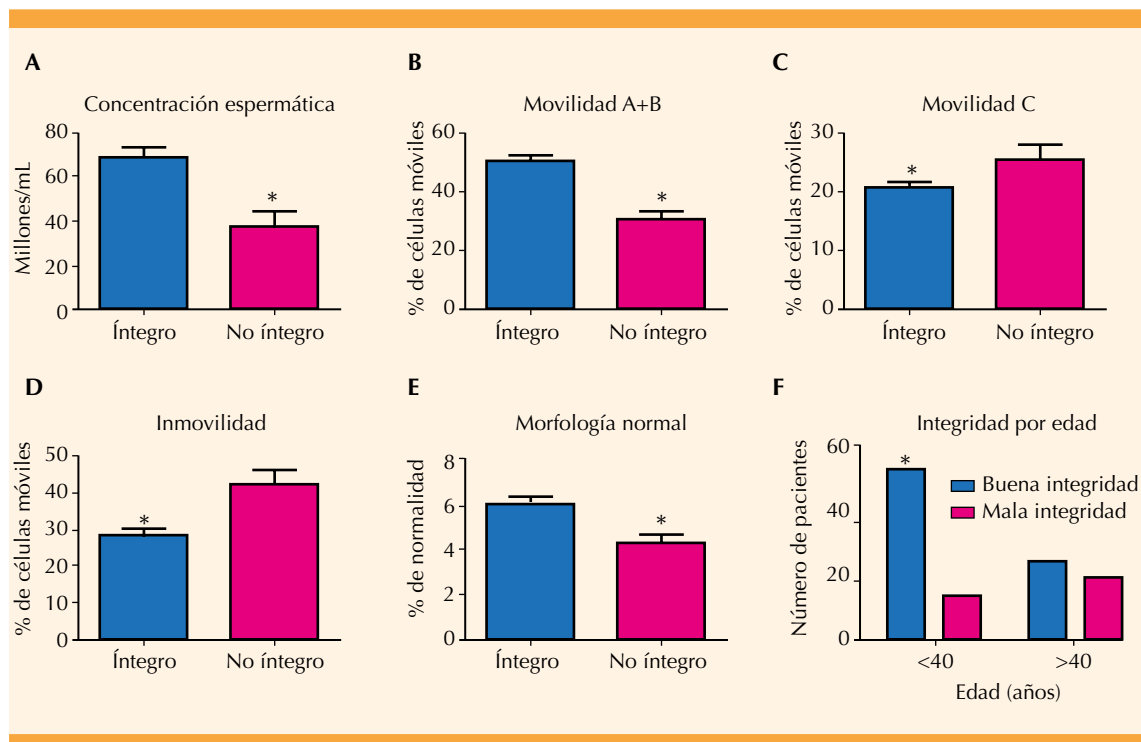 A
Concentración espermática
Millones/mL
80
60
40
20
0
*
Íntegro No íntegro
B
Movilidad A+B
% de células móviles
60
40
20
0
*
Íntegro No íntegro
C
Movilidad C
% de células móviles
30
20
10
0
*
Íntegro No íntegro
D
Inmovilidad
% de células móviles
50
40
30
20
10
0
*
Íntegro No íntegro
E
Morfología normal
% de normalidad
8
6
4
2
0
*
Íntegro No íntegro
F
Integridad por edad
Número de pacientes
60
40
20
0
*
Buena integridad
Mala integridad
<40 >40
Edad (años)